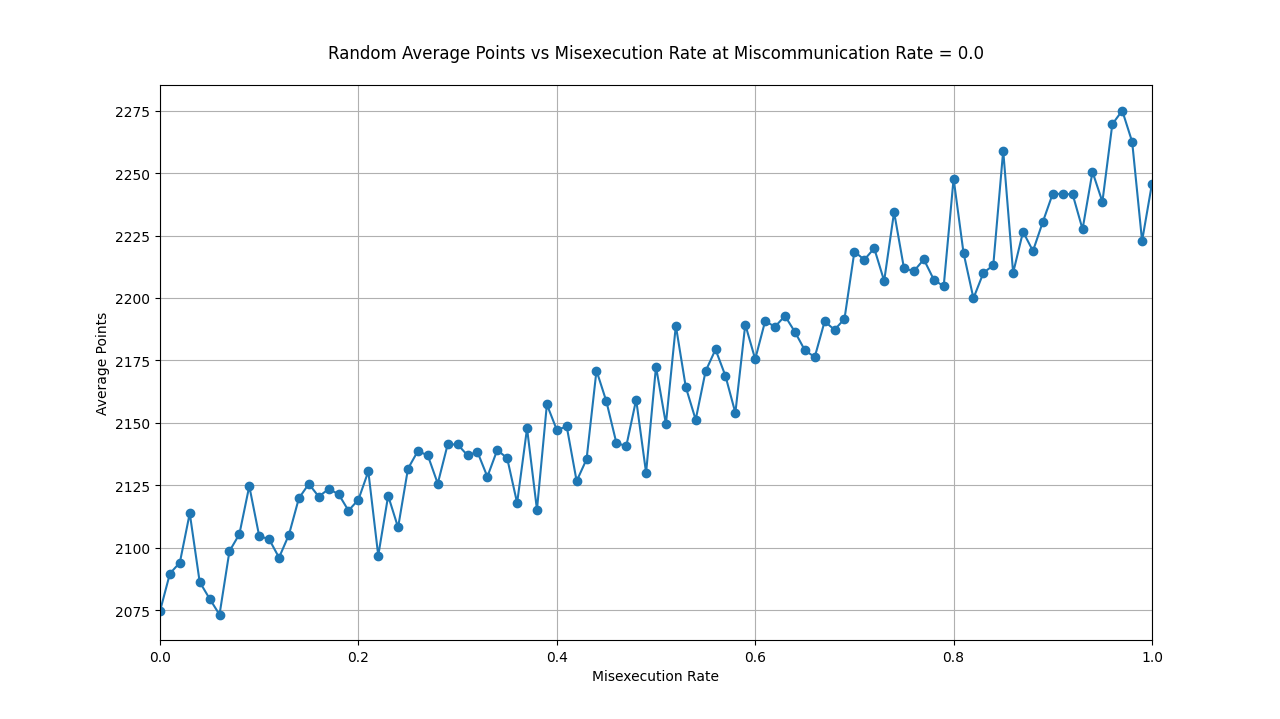 Random Average Points vs Misexecution Rate at Miscommunication Rate = 0.0
2275
2250
2225
2200
2175
2150
2125
2100
2075
Average Points
0.0 0.2 0.4 0.6 0.8 1.0
Misexecution Rate